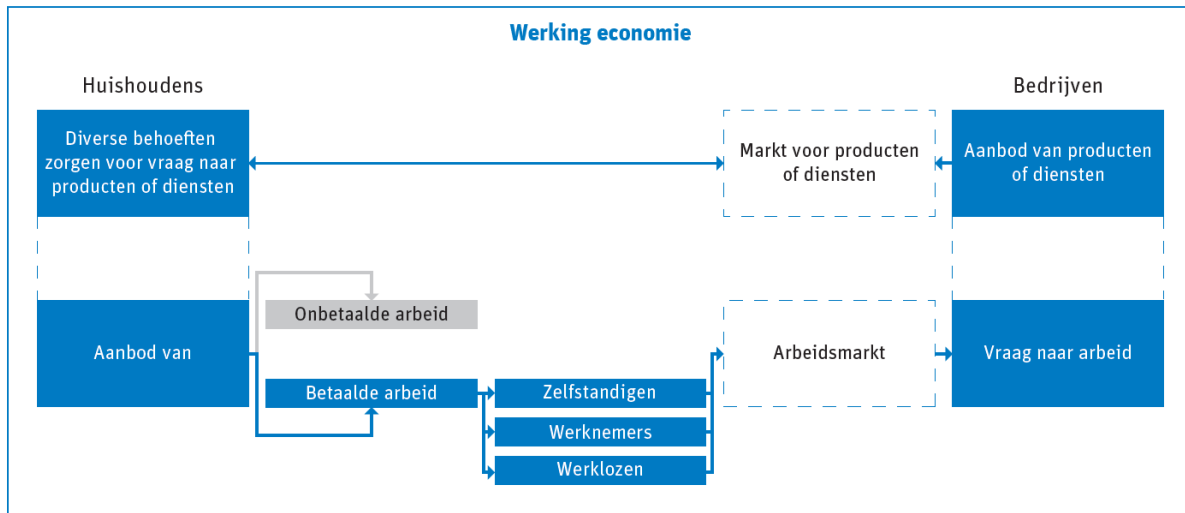 Werking economie
Huishoudens
Bedrijven
Diverse behoeften
zorgen voor vraag naar
producten of diensten
Markt voor producten
of diensten
Aanbod van producten
of diensten
Onbetaalde arbeid
Aanbod van
Arbeidsmarkt
Vraag naar arbeid
Betaalde arbeid
Zelfstandigen
Werknemers
Werklozen